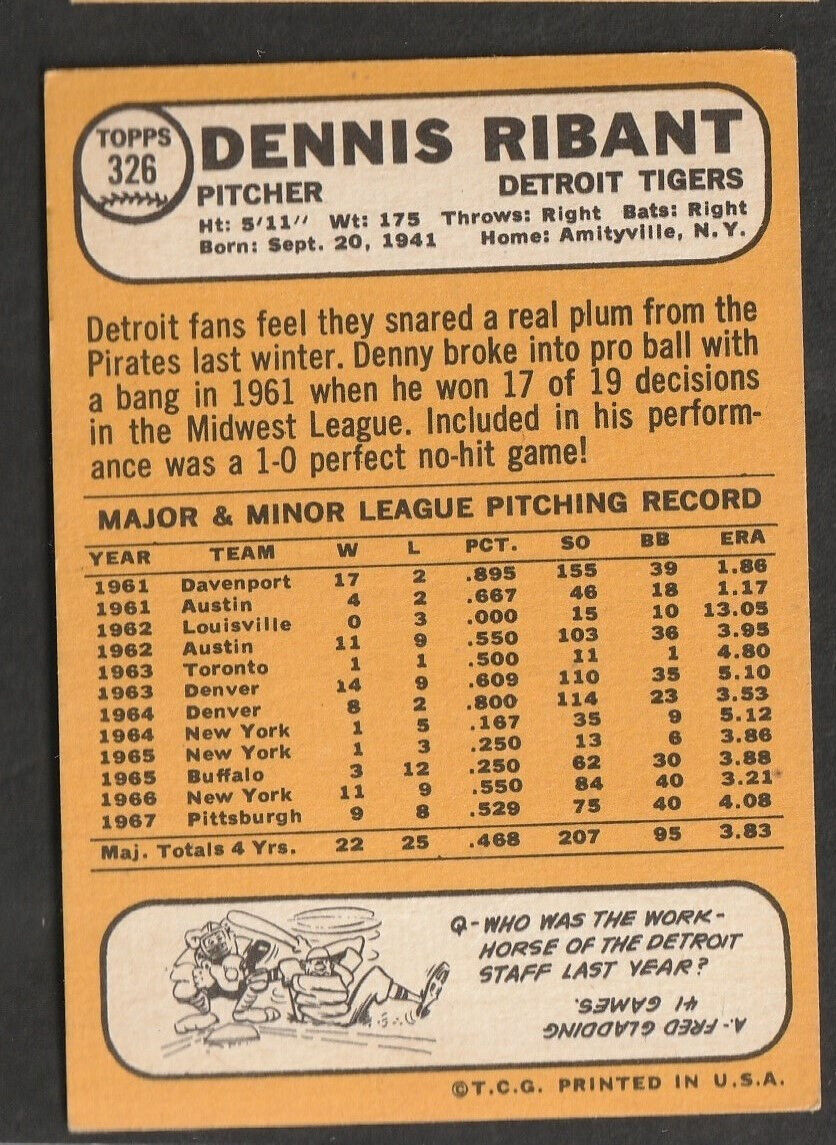 TOPPS
326
DENNIS RIBANT
PITCHER DETROIT TIGERS
Ht: 5'11" Wt: 175 Throws: Right Bats: Right
Born: Sept. 20, 1941 Home: Amityville, N.Y.
Detroit fans feel they snared a real plum from the
Pirates last winter. Denny broke into pro ball with
a bang in 1961 when he won 17 of 19 decisions
in the Midwest League. Included in his perform-
ance was a 1-0 perfect no-hit game!
MAJOR & MINOR LEAGUE PITCHING RECORD
YEAR TEAM W L PCT. SO BB ERA
1961 Davenport 17 2 .895 155 39 1.86
1961 Austin 4 2 .667 46 18 1.17
1962 Louisville 0 3 .000 15 10 13.05
1962 Austin 11 9 .550 103 36 3.95
1963 Toronto 1 1 .500 11 1 4.80
1963 Denver 14 9 .609 110 35 5.10
1964 Denver 8 2 .800 114 23 3.53
1964 New York 1 5 .167 35 9 5.12
1965 New York 1 3 .250 13 6 3.86
1965 Buffalo 3 12 .250 62 30 3.88
1966 New York 11 9 .550 84 40 3.21
1967 Pittsburgh 9 8 .529 75 40 4.08
Maj. Totals 4 Yrs. 22 25 .468 207 95 3.83
Q-WHO WAS THE WORK-
HORSE OF THE DETROIT
STAFF LAST YEAR?
A.-FRED GLADDING
41 GAMES.
©T.C.G. PRINTED IN U.S.A.